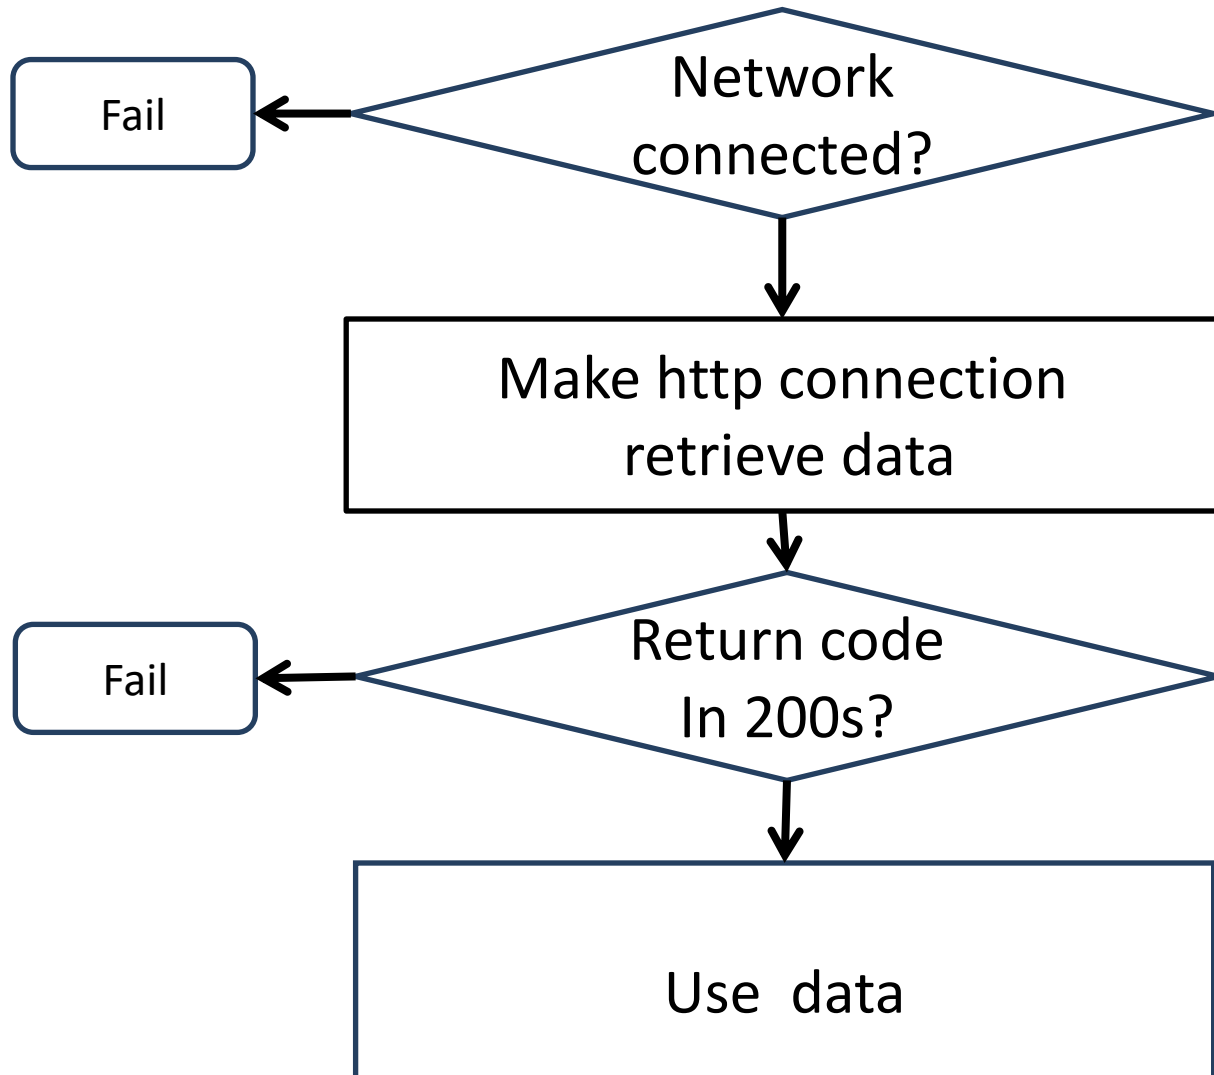 Network
connected?
Fail
Make http connection
retrieve data
Return code
In 200s?
Fail
Use  data